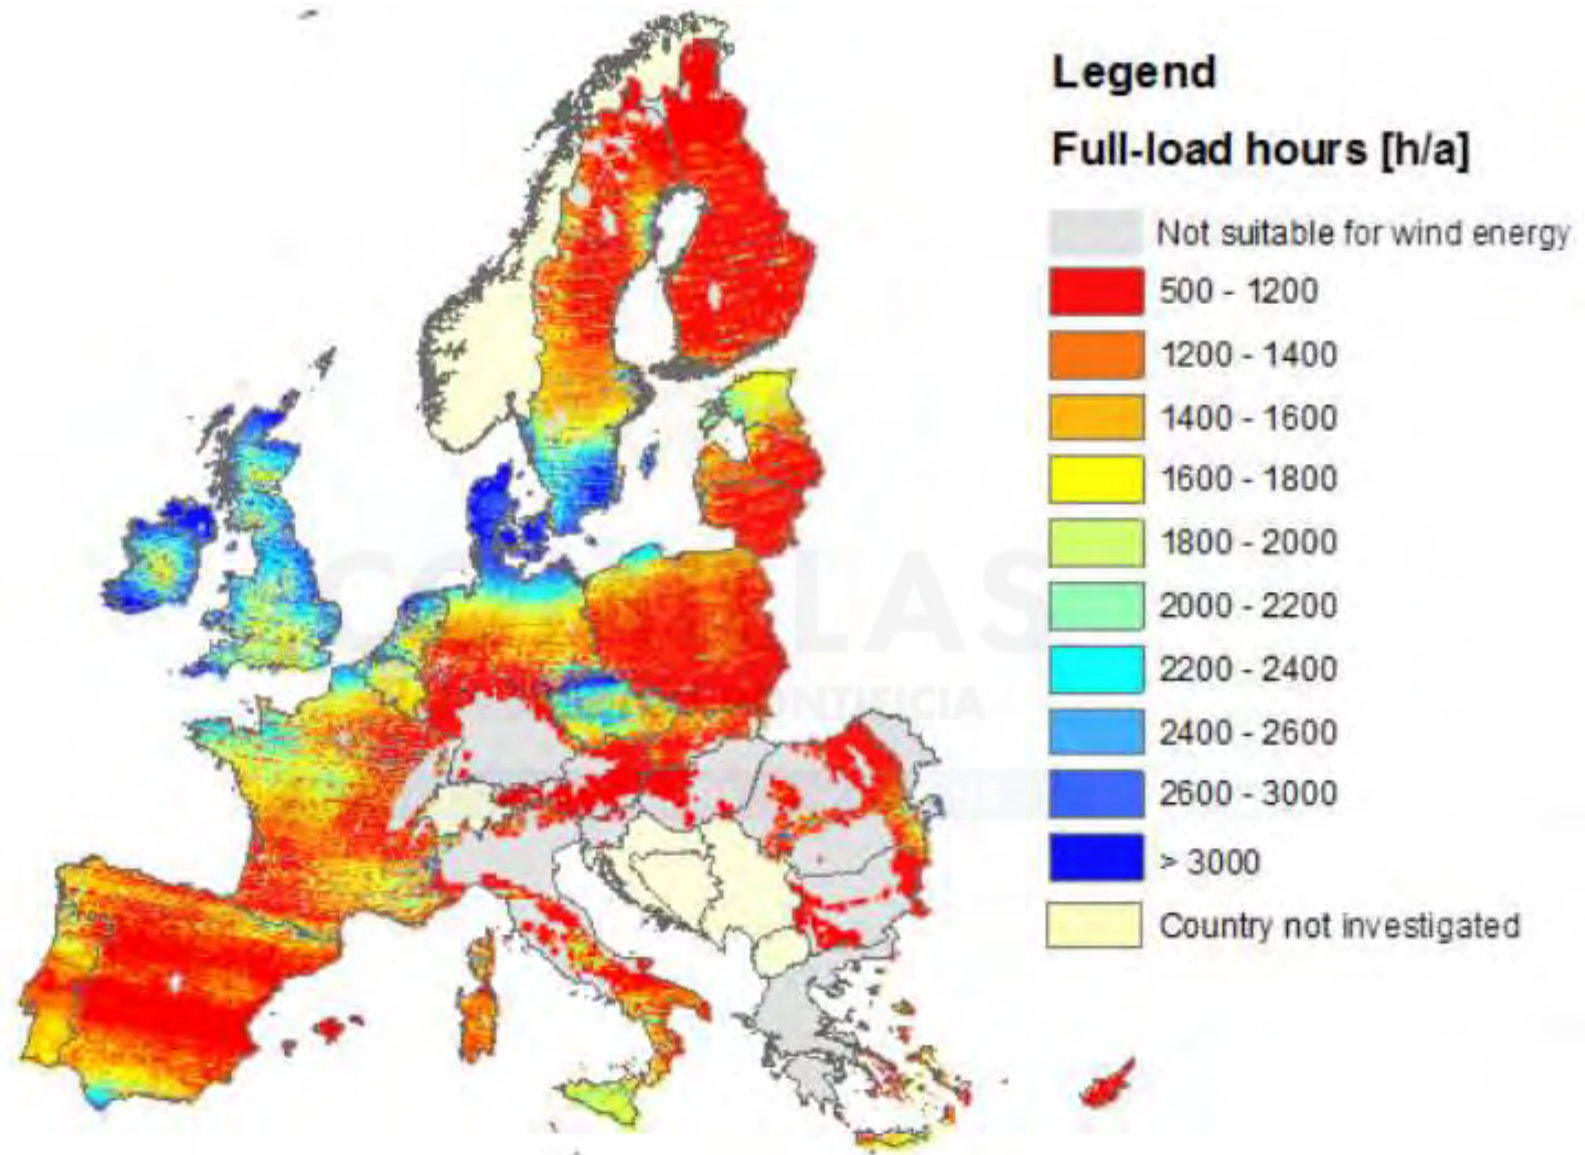 Legend
Full-load hours [h/a]
Not suitable for wind energy
500 - 1200
1200 - 1400
1400 - 1600
1600 - 1800
1800 - 2000
2000 - 2200
2200 - 2400
2400 - 2600
2600 - 3000
> 3000
Country not investigated